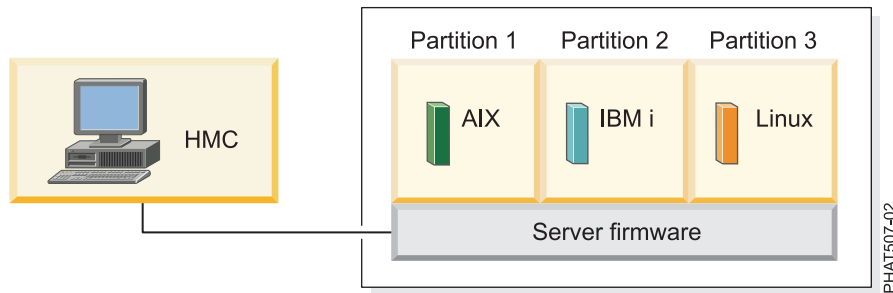 Partition 1
Partition 2
Partition 3
HMC
AIX
IBM i
Linux
Server firmware
PHAT507-02